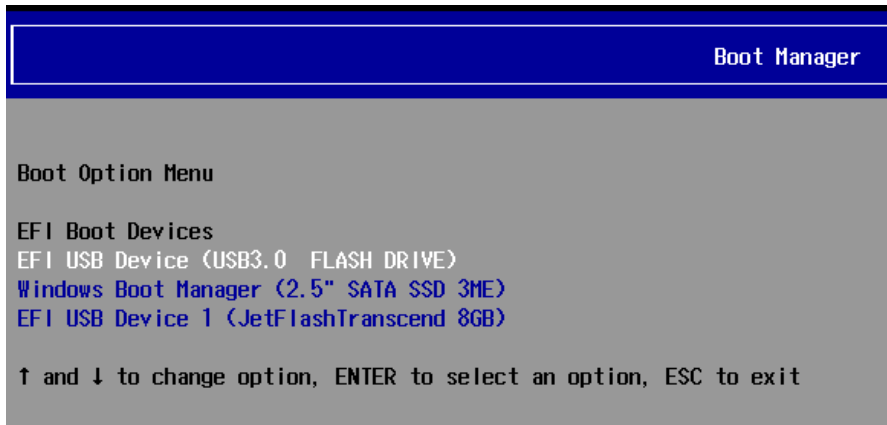 Boot Manager
Boot Option Menu
EFI Boot Devices
EFI USB Device (USB3.0  FLASH DRIVE)
Windows Boot Manager (2.5" SATA SSD 3ME)
EFI USB Device 1 (JetFlashTranscend 8GB)
↑ and ↓ to change option, ENTER to select an option, ESC to exit